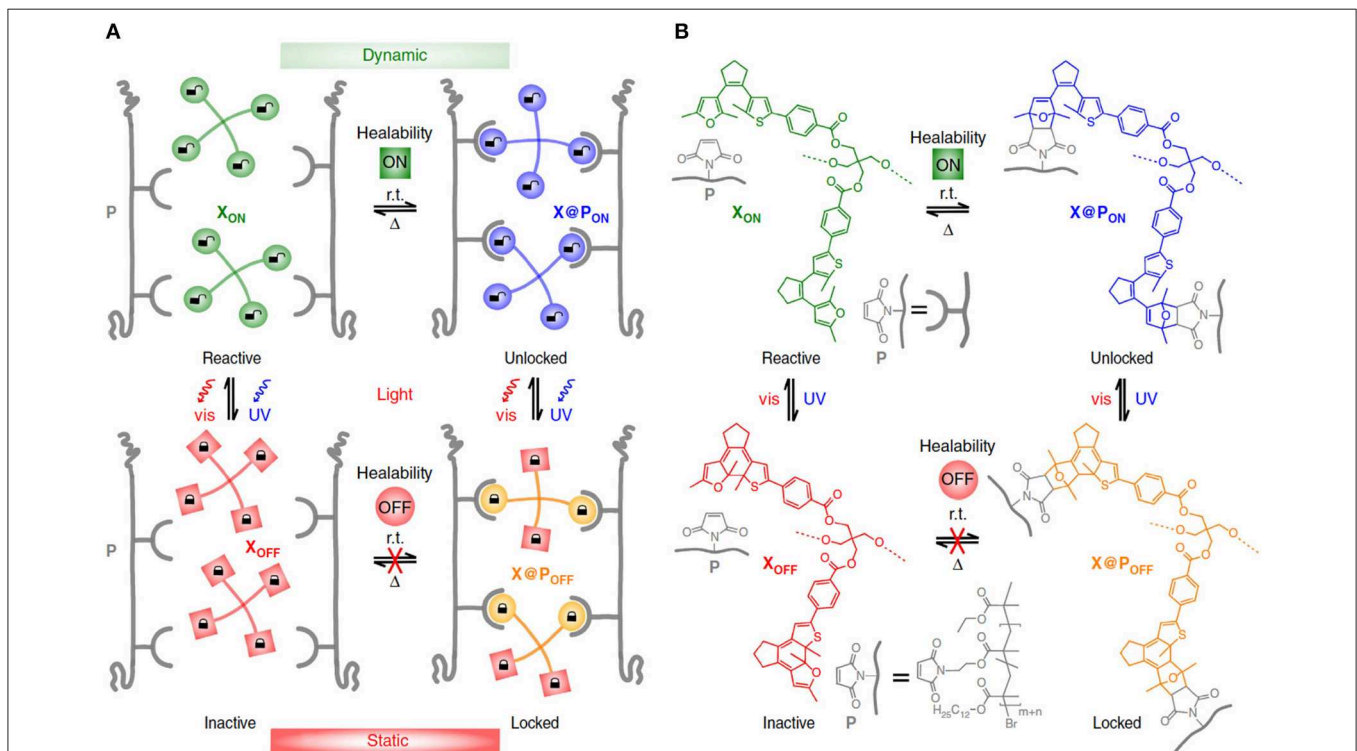 A
Dynamic
P
X_ON
Healability
ON
r.t.
Δ
X@P_ON
Reactive
Unlocked
vis
UV
Light
vis
UV
P
X_OFF
Healability
OFF
r.t.
Δ
X@P_OFF
Inactive
Locked
Static
B
O
S
O
O
O
O
O
N
O
P
X_ON
Healability
ON
r.t.
Δ
O
S
O
O
O
N
O
P
X@P_ON
O
O
O
O
S
O
O
N
O
P
=
O
O
S
O
O
N
O
Reactive
Unlocked
vis
UV
vis
UV
O
S
O
O
O
N
O
P
X_OFF
Healability
OFF
r.t.
Δ
O
O
N
O
S
O
O
X@P_OFF
O
O
O
O
O
O
S
O
P
=
O
N
O
O
O
O
O
H25C12-O
O
Br
m+n
n
S
O
O
N
O
Inactive
Locked